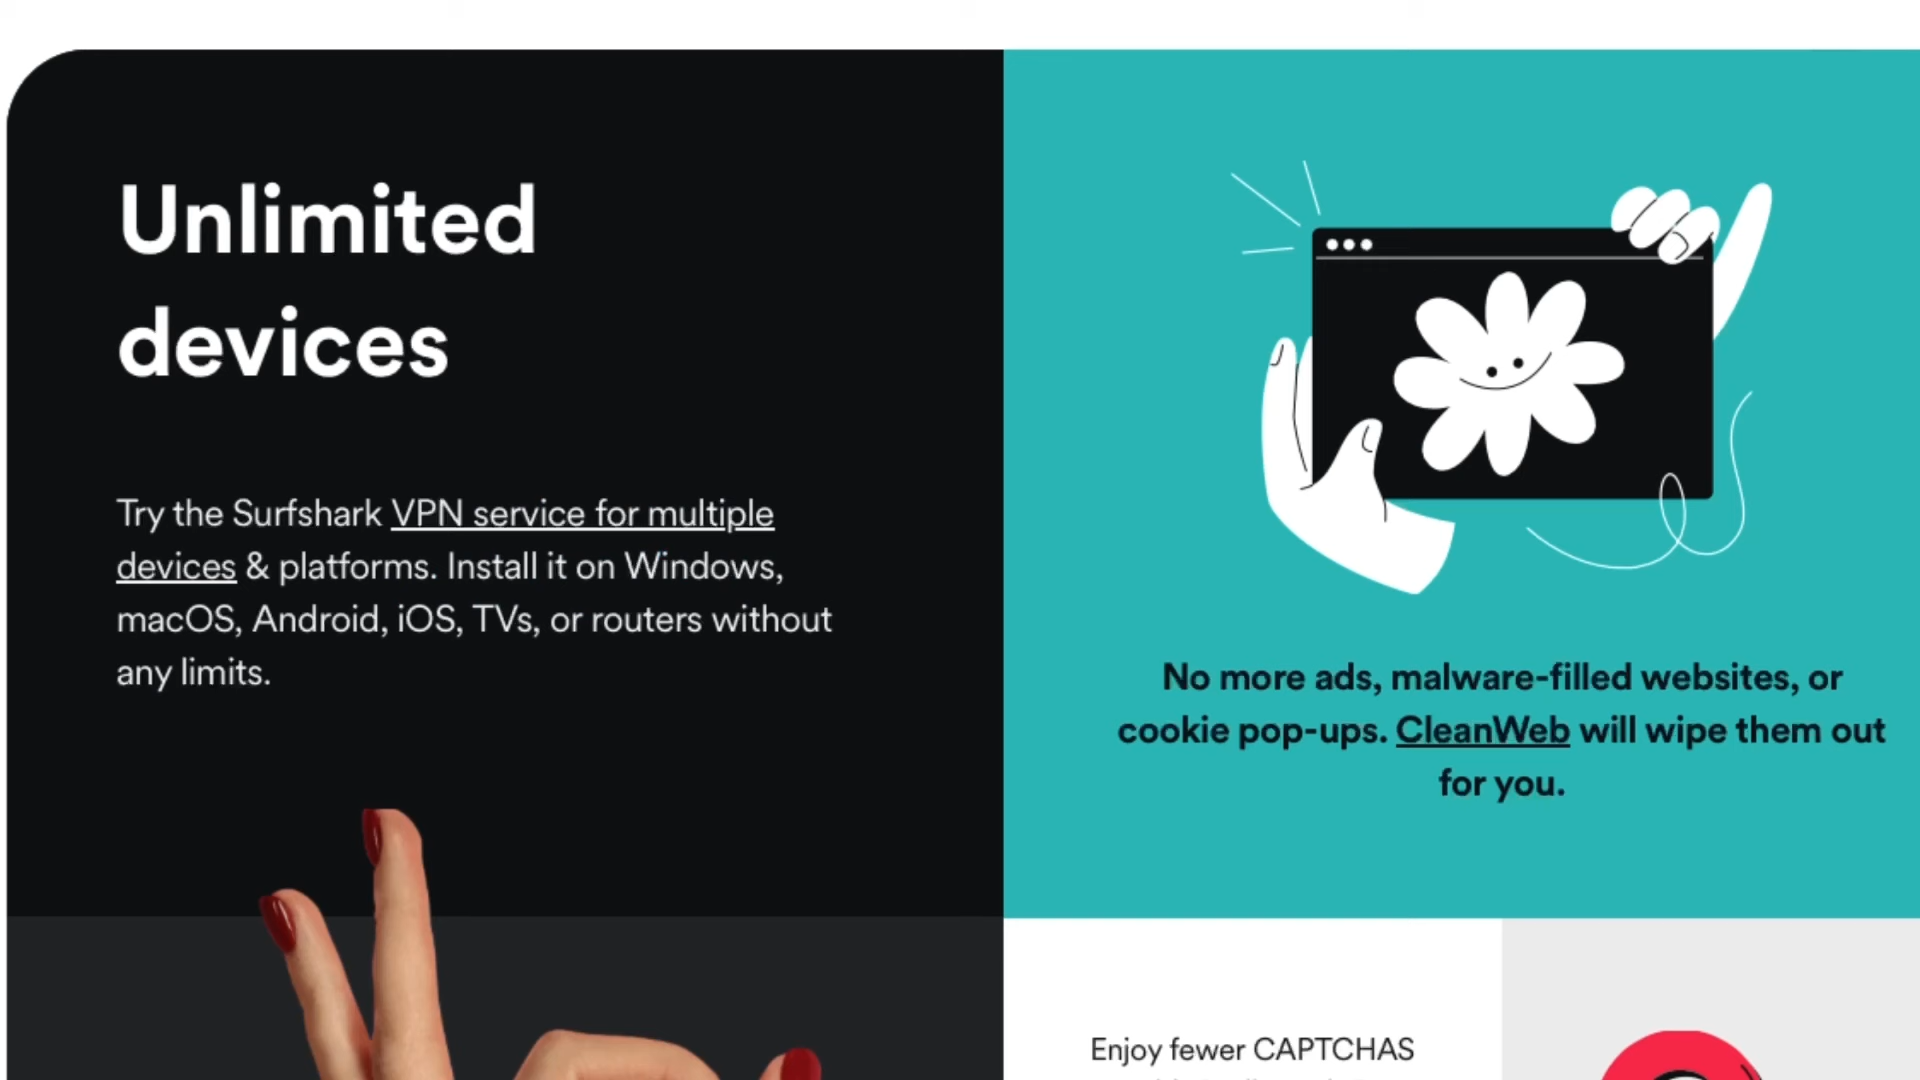 Unlimited
devices
Try the Surfshark VPN service for multiple
devices & platforms. Install it on Windows,
macOS, Android, iOS, TVs, or routers without
any limits.
No more ads, malware-filled websites, or
cookie pop-ups. CleanWeb will wipe them out
for you.
Enjoy fewer CAPTCHAS